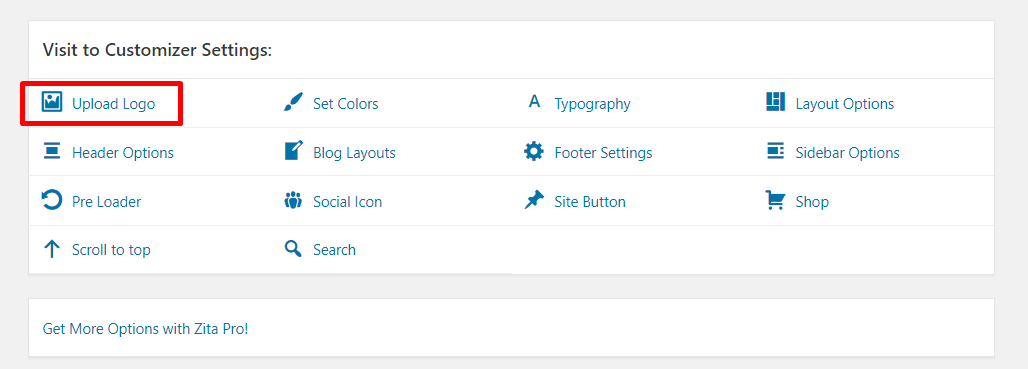 Visit to Customizer Settings:
Upload Logo
Set Colors
Typography
Layout Options
Header Options
Blog Layouts
Footer Settings
Sidebar Options
Pre Loader
Social Icon
Site Button
Shop
Scroll to top
Search
Get More Options with Zita Pro!